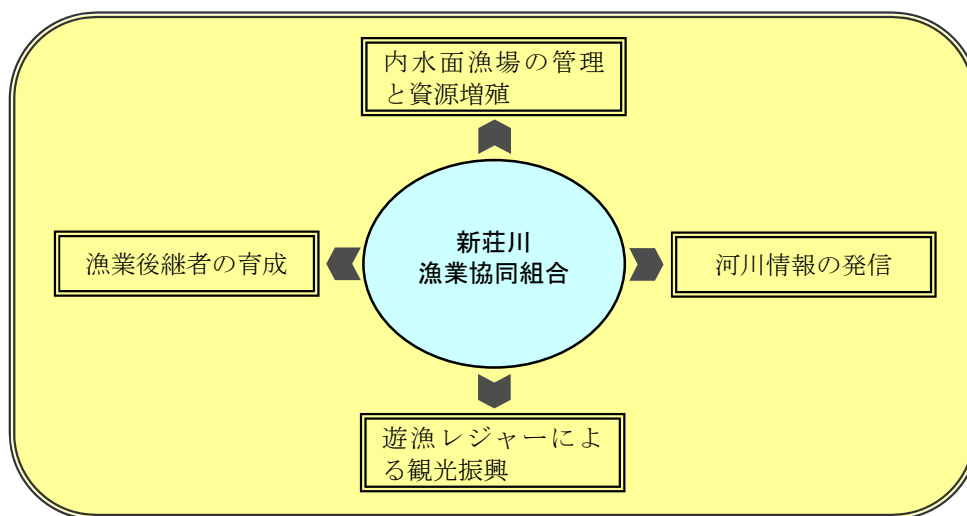 内水面漁場の管理
と資源増殖
漁業後継者の育成
新荘川
漁業協同組合
河川情報の発信
遊漁レジャーによ
る観光振興